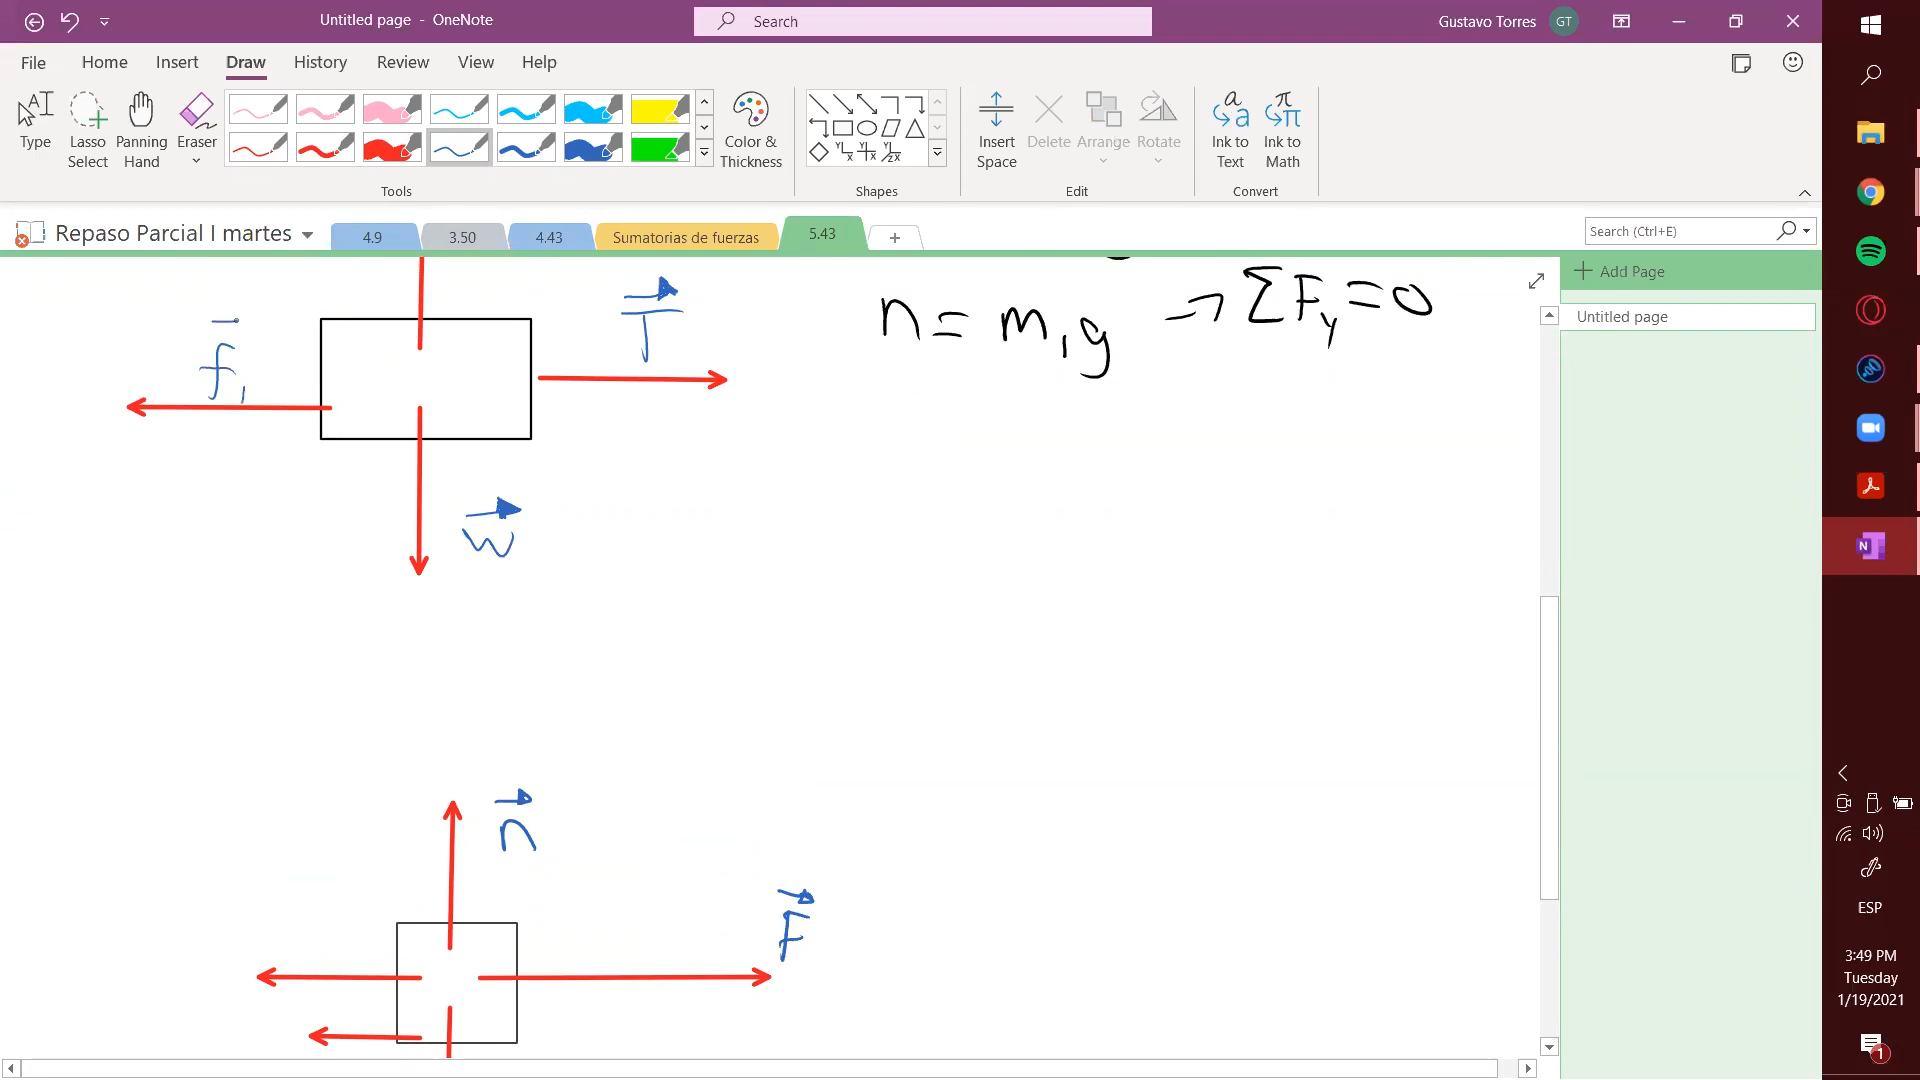 Untitled page - OneNote
Search
Gustavo Torres
GT
File
Home
Insert
Draw
History
Review
View
Help
Type
Lasso Select
Panning Hand
Eraser
Color & Thickness
Insert Space
Delete
Arrange
Rotate
Ink to Text
Ink to Math
Tools
Shapes
Edit
Convert
Repaso Parcial I martes
4.9
3.50
4.43
Sumatorias de fuerzas
5.43
Search (Ctrl+E)
Add Page
Untitled page
n = m₁g → ΣF_y = 0
f₁
T
w
n
F
ESP
3:49 PM
Tuesday
1/19/2021
1